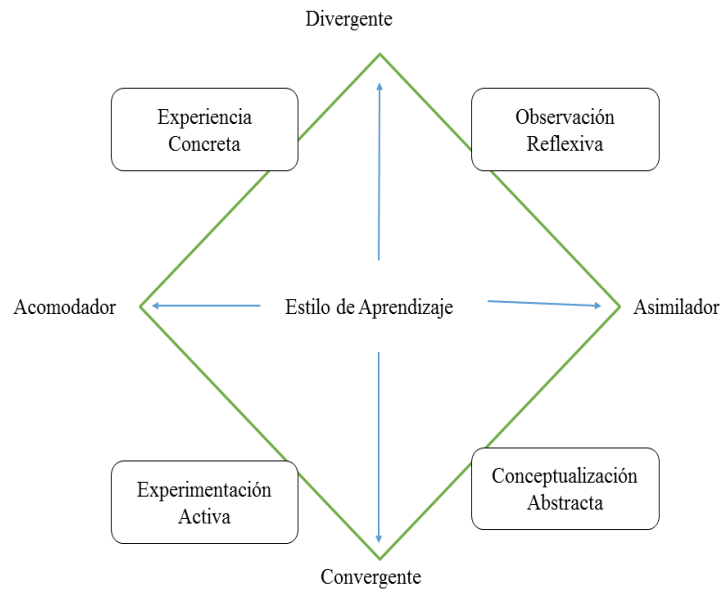 Divergente
Experiencia
Concreta
Observación
Reflexiva
Acomodador
Estilo de Aprendizaje
Asimilador
Experimentación
Activa
Conceptualización
Abstracta
Convergente